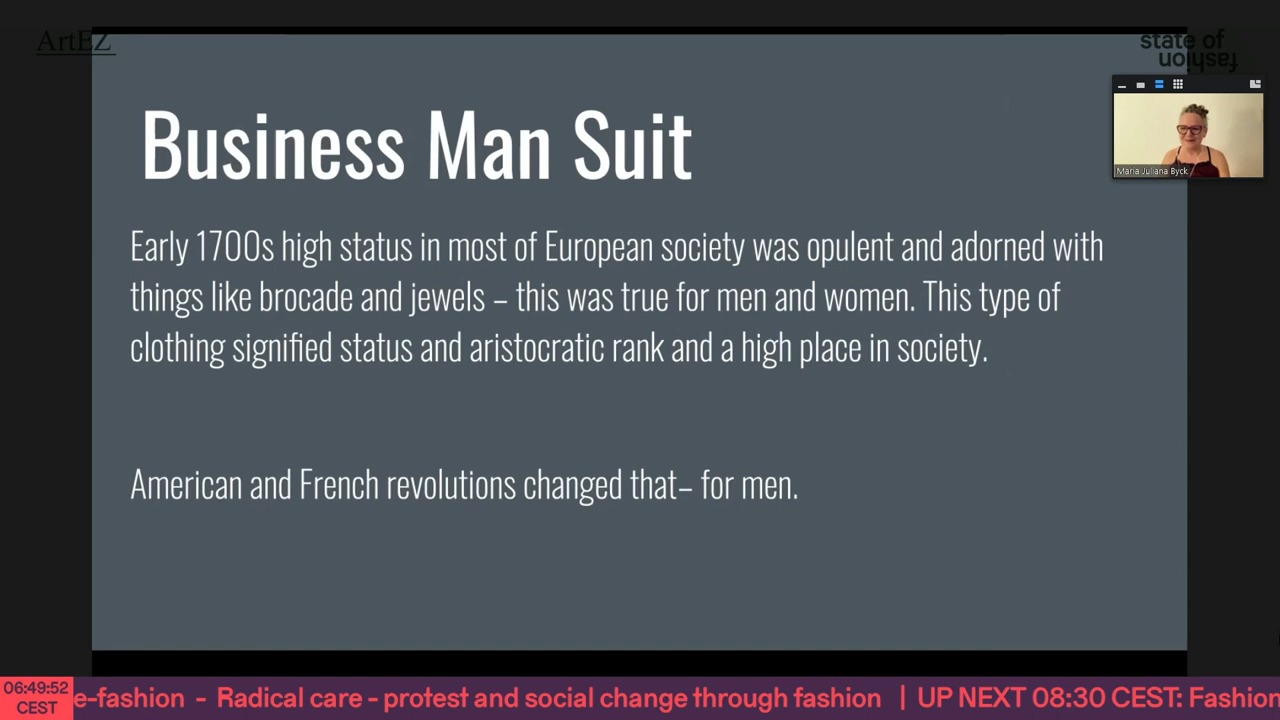 ArtEZ
state of
fashion
Business Man Suit
Maria Juliana Byck
Early 1700s high status in most of European society was opulent and adorned with
things like brocade and jewels – this was true for men and women. This type of
clothing signified status and aristocratic rank and a high place in society.
American and French revolutions changed that– for men.
06:49:52
CEST
e-fashion - Radical care - protest and social change through fashion | UP NEXT 08:30 CEST: Fashion